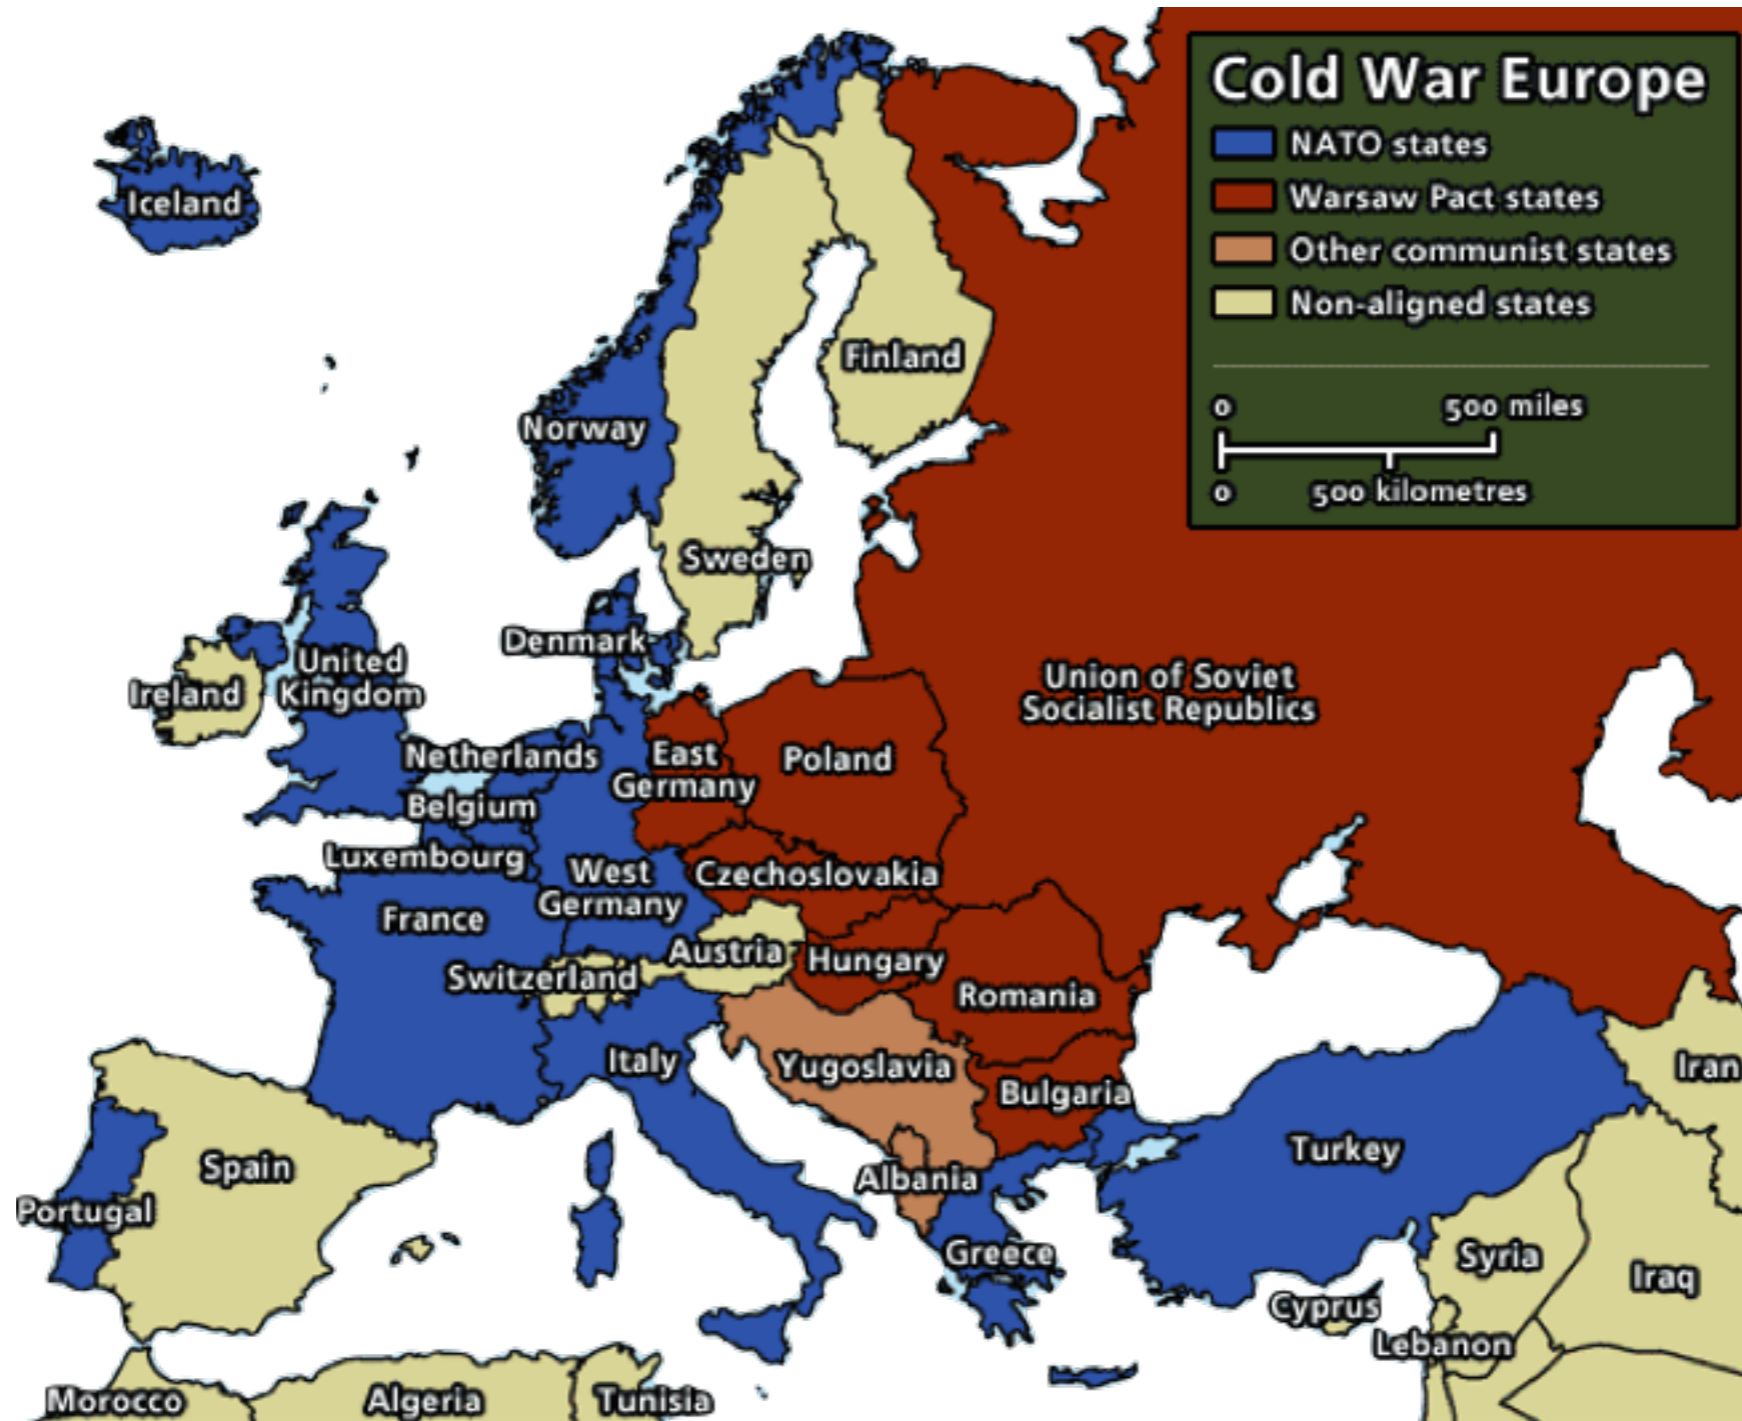 Cold War Europe
NATO states
Warsaw Pact states
Other communist states
Non-aligned states
0 500 miles
0 500 kilometres
Iceland
Finland
Norway
Sweden
Denmark
United
Kingdom
Ireland
Union of Soviet
Socialist Republics
Netherlands
East
Germany
Poland
Belgium
Luxembourg
West
Germany
Czechoslovakia
France
Austria
Hungary
Switzerland
Romania
Italy
Yugoslavia
Iran
Bulgaria
Turkey
Spain
Albania
Portugal
Greece
Syria
Iraq
Cyprus
Lebanon
Morocco
Algeria
Tunisia